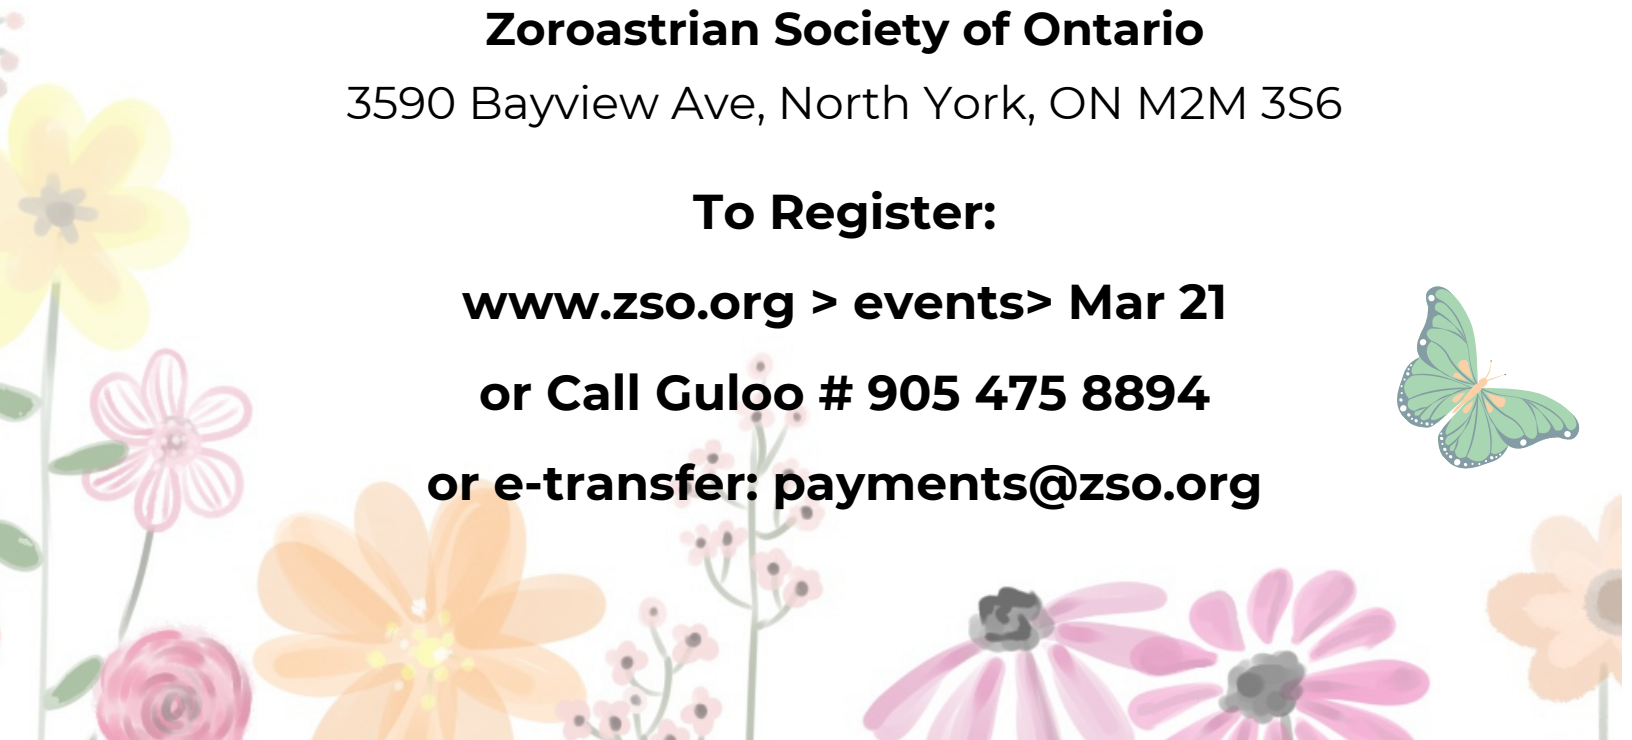 Zoroastrian Society of Ontario
3590 Bayview Ave, North York, ON M2M 3S6
To Register:
www.zso.org > events> Mar 21
or Call Guloo # 905 475 8894
or e-transfer: payments@zso.org